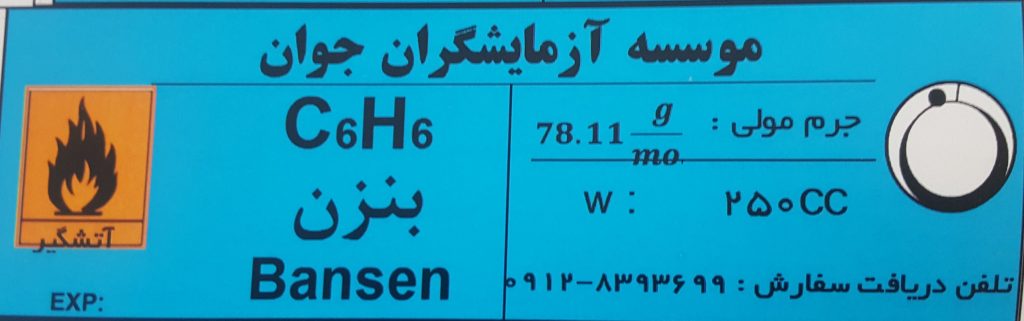 موسسه آزمایشگران جوان
C₆H₆
بنزن
Bansen
آتشگیر
EXP:
جرم مولی : 78.11 g/mo
W : ۲۵۰CC
تلفن دریافت سفارش : ۰۹۱۲-۸۳۹۳۶۹۹